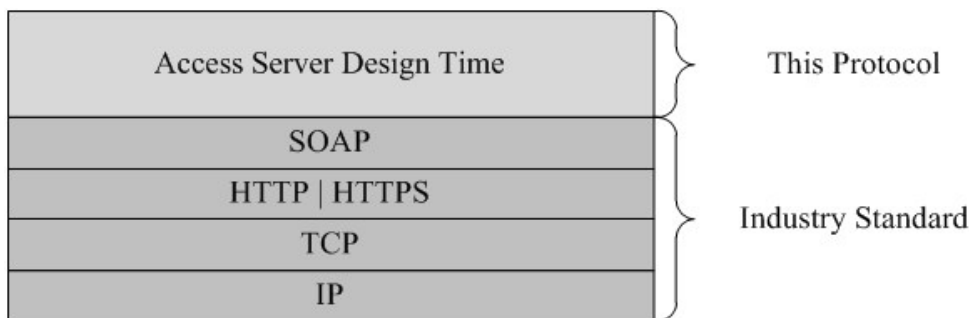 Access Server Design Time
This Protocol
SOAP
HTTP | HTTPS
TCP
IP
Industry Standard